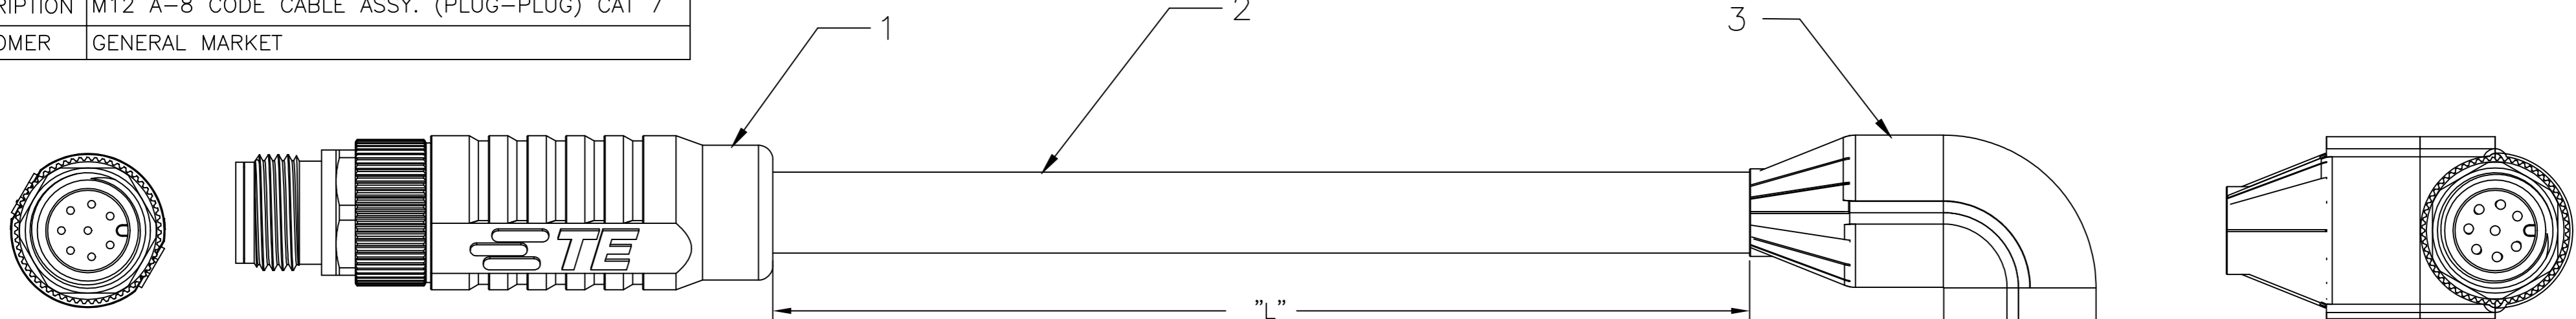 RIPTION M12 A-8 CODE CABLE ASSY. (PLUG-PLUG) CAT 7
OMER GENERAL MARKET
1
2
3
TE
"L"